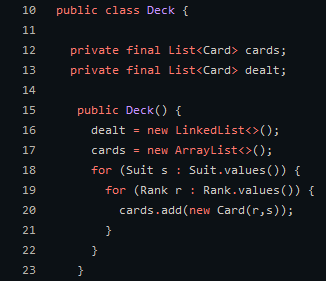 10 public class Deck {
11
12 private final List<Card> cards;
13 private final List<Card> dealt;
14
15 public Deck() {
16 dealt = new LinkedList<>();
17 cards = new ArrayList<>();
18 for (Suit s : Suit.values()) {
19 for (Rank r : Rank.values()) {
20 cards.add(new Card(r,s));
21 }
22 }
23 }